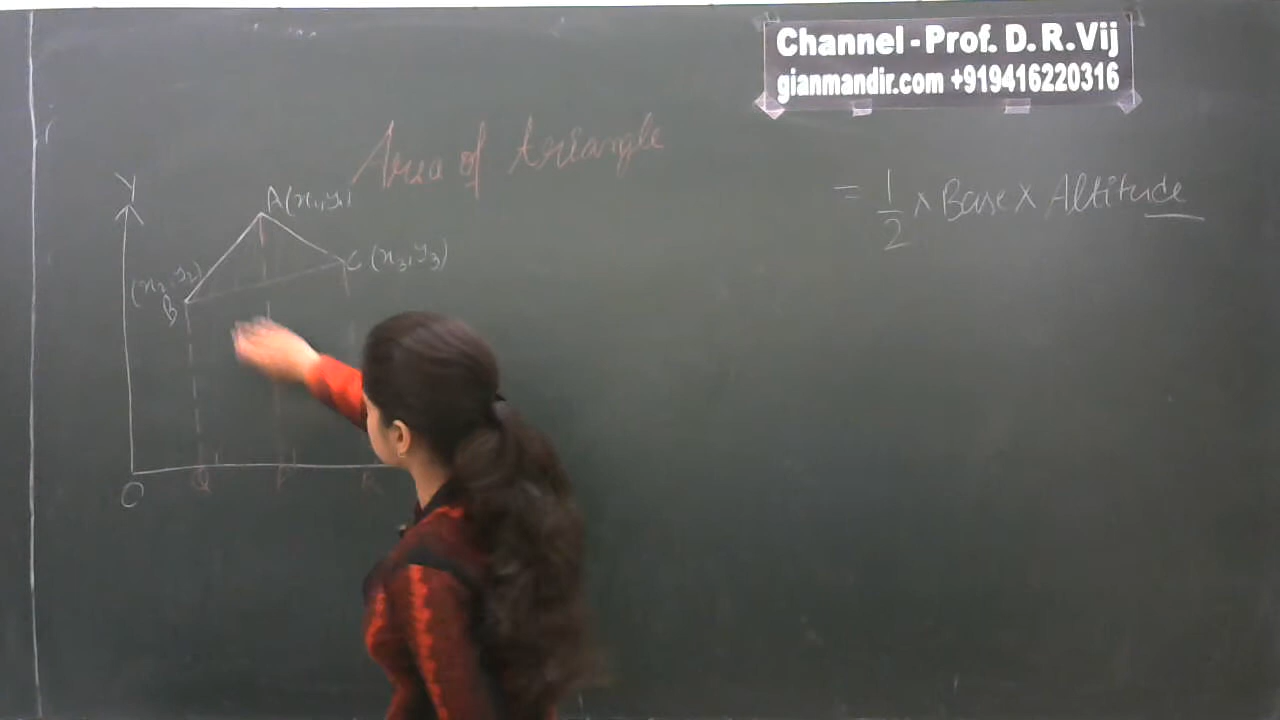 Channel - Prof. D. R. Vij
gianmandir.com +919416220316
Area of triangle
= 1/2 × Base × Altitude
Y
A(x₁,y₁)
C (x₃,y₃)
(x₂,y₂)
B
O
Q
R